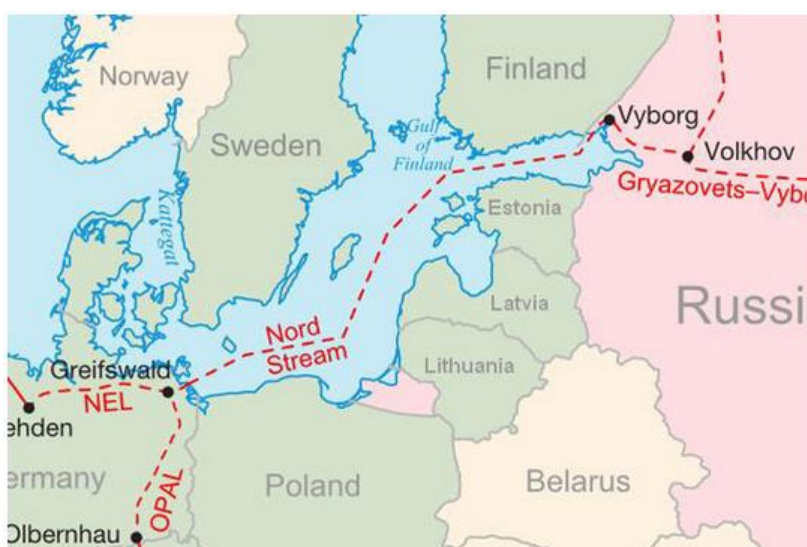 Norway
Finland
Sweden
Gulf
of
Finland
Vyborg
Volkhov
Gryazovets–Vybo
Kattegat
Estonia
Latvia
Russi
Nord
Stream
Lithuania
Greifswald
NEL
ehden
ermany
OPAL
Poland
Belarus
Olbernhau